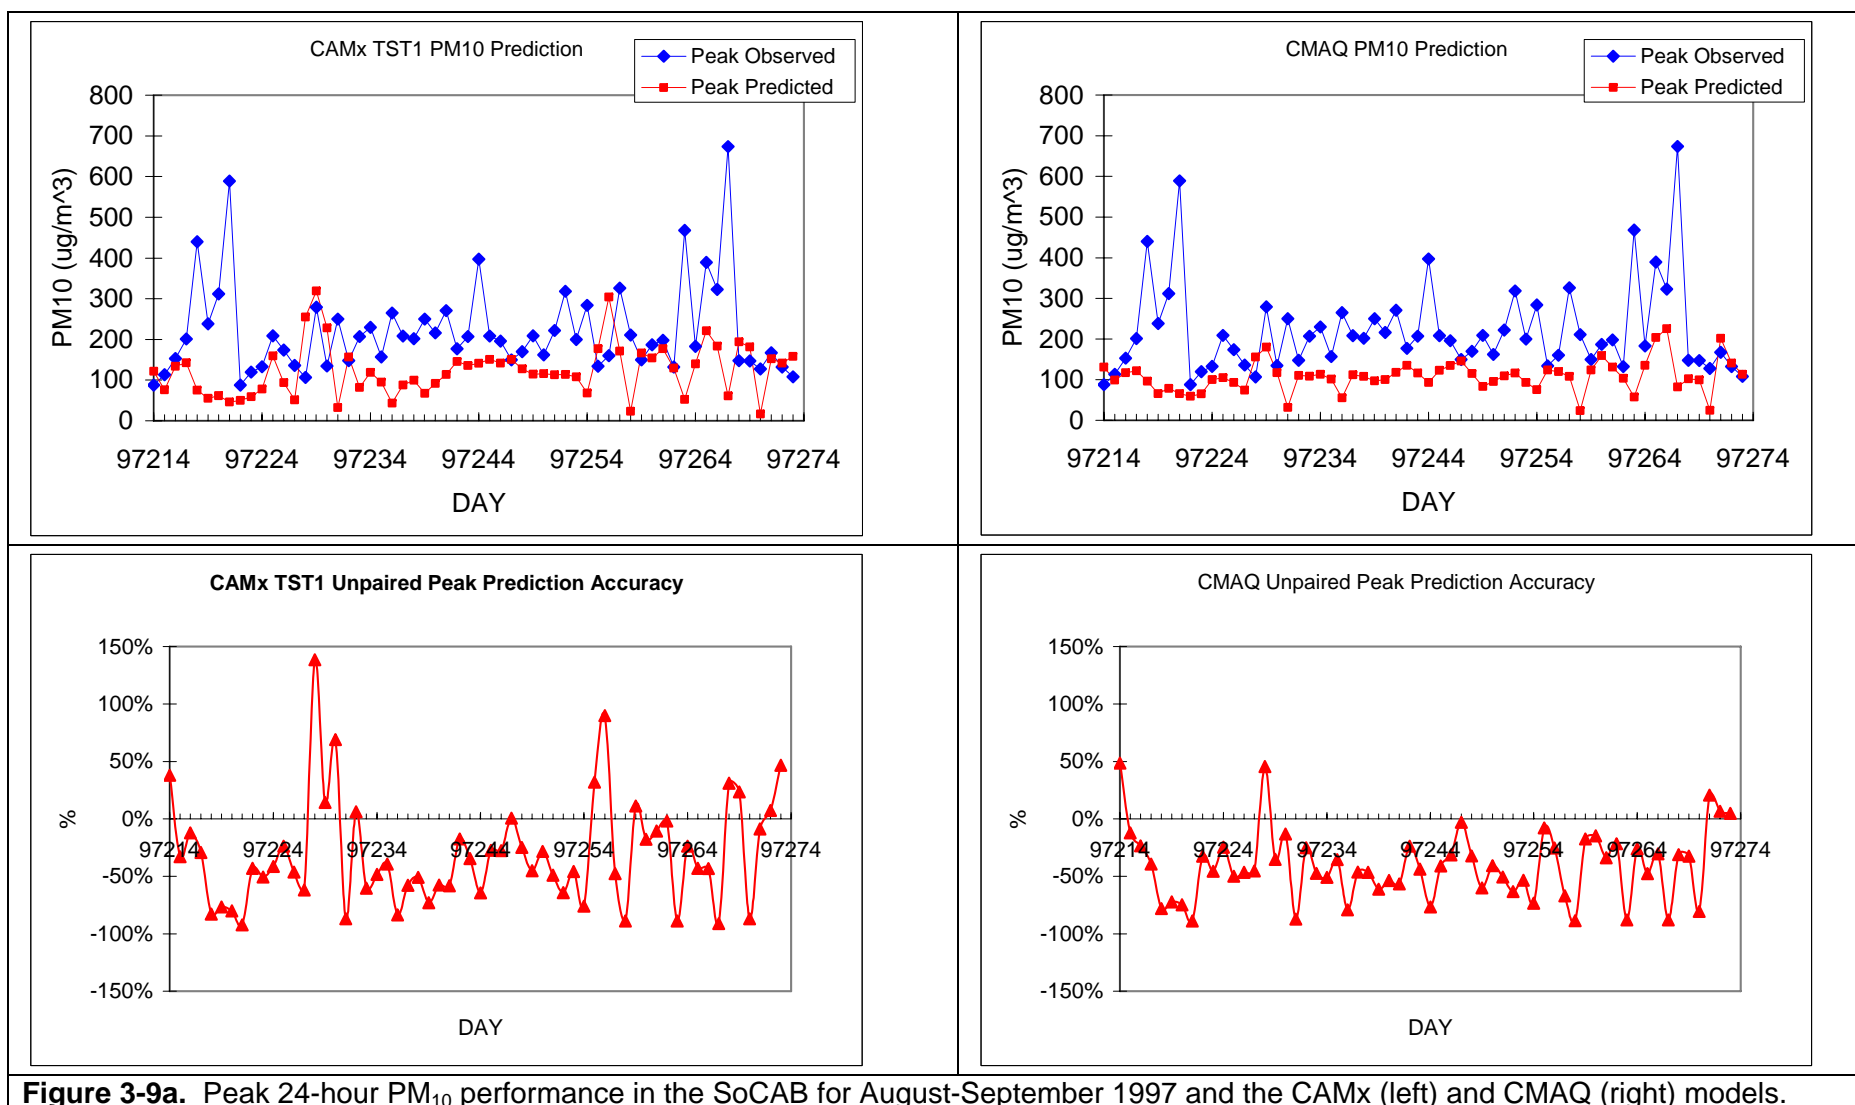 CAMx TST1 PM10 Prediction
Peak Observed
Peak Predicted
800
700
600
500
400
300
200
100
0
PM10 (ug/m^3)
97214 97224 97234 97244 97254 97264 97274
DAY
CMAQ PM10 Prediction
Peak Observed
Peak Predicted
800
700
600
500
400
300
200
100
0
PM10 (ug/m^3)
97214 97224 97234 97244 97254 97264 97274
DAY
CAMx TST1 Unpaired Peak Prediction Accuracy
150%
100%
50%
0%
-50%
-100%
-150%
%
97214 97224 97234 97244 97254 97264 97274
DAY
CMAQ Unpaired Peak Prediction Accuracy
150%
100%
50%
0%
-50%
-100%
-150%
%
97214 97224 97234 97244 97254 97264 97274
DAY
Figure 3-9a. Peak 24-hour PM10 performance in the SoCAB for August-September 1997 and the CAMx (left) and CMAQ (right) models.